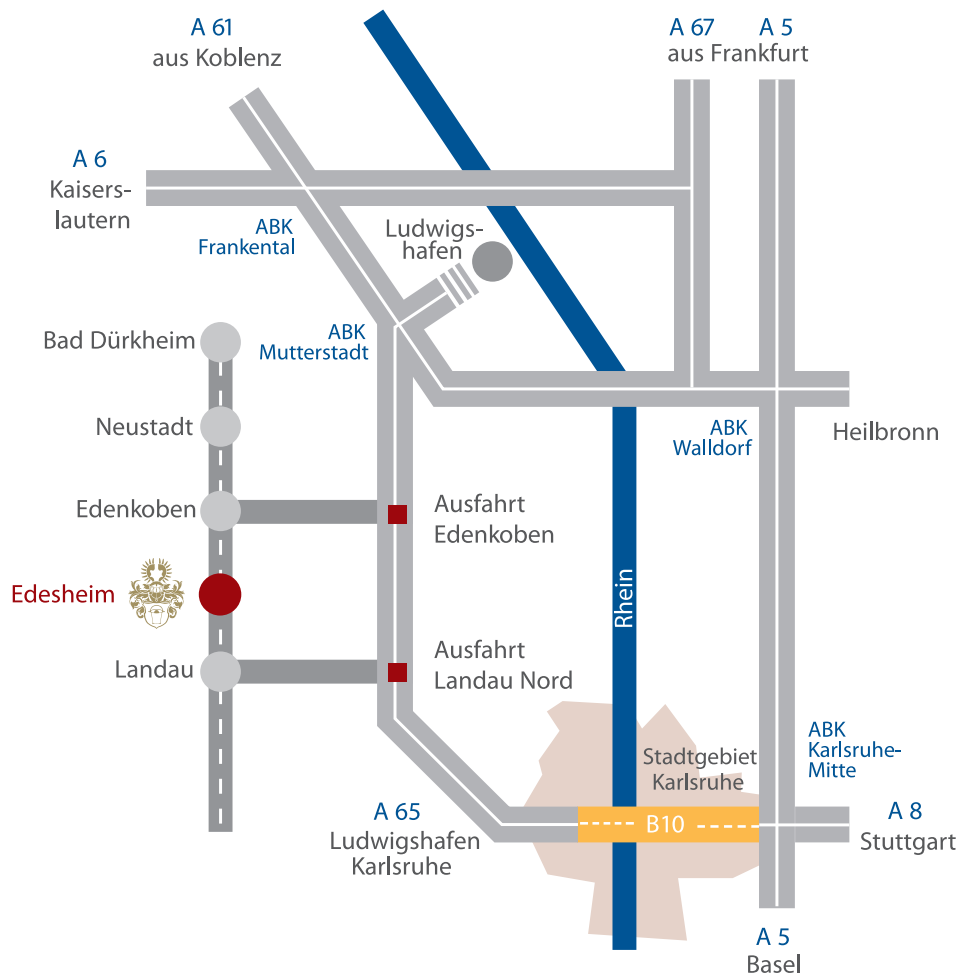 A 61
aus Koblenz
A 67
A 5
aus Frankfurt
A 6
Kaisers-
lautern
ABK
Frankental
Ludwigs-
hafen
Bad Dürkheim
ABK
Mutterstadt
Neustadt
ABK
Walldorf
Heilbronn
Edenkoben
Ausfahrt
Edenkoben
Edesheim
Rhein
Landau
Ausfahrt
Landau Nord
Stadtgebiet
Karlsruhe
ABK
Karlsruhe-
Mitte
A 65
Ludwigshafen
Karlsruhe
B10
A 8
Stuttgart
A 5
Basel